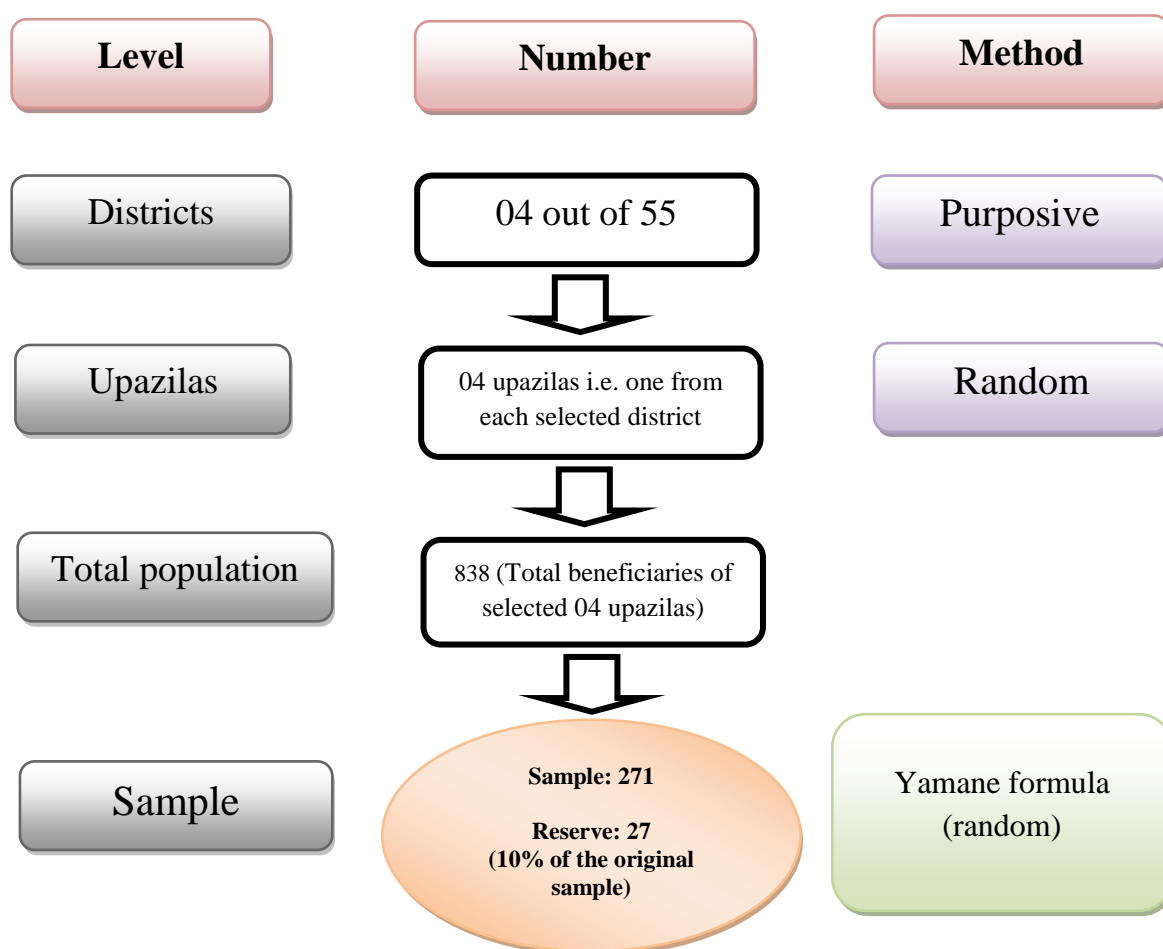 Level
Number
Method
Districts
04 out of 55
Purposive
Upazilas
04 upazilas i.e. one from
each selected district
Random
Total population
838 (Total beneficiaries of
selected 04 upazilas)
Sample
Sample: 271
Reserve: 27
(10% of the original
sample)
Yamane formula
(random)